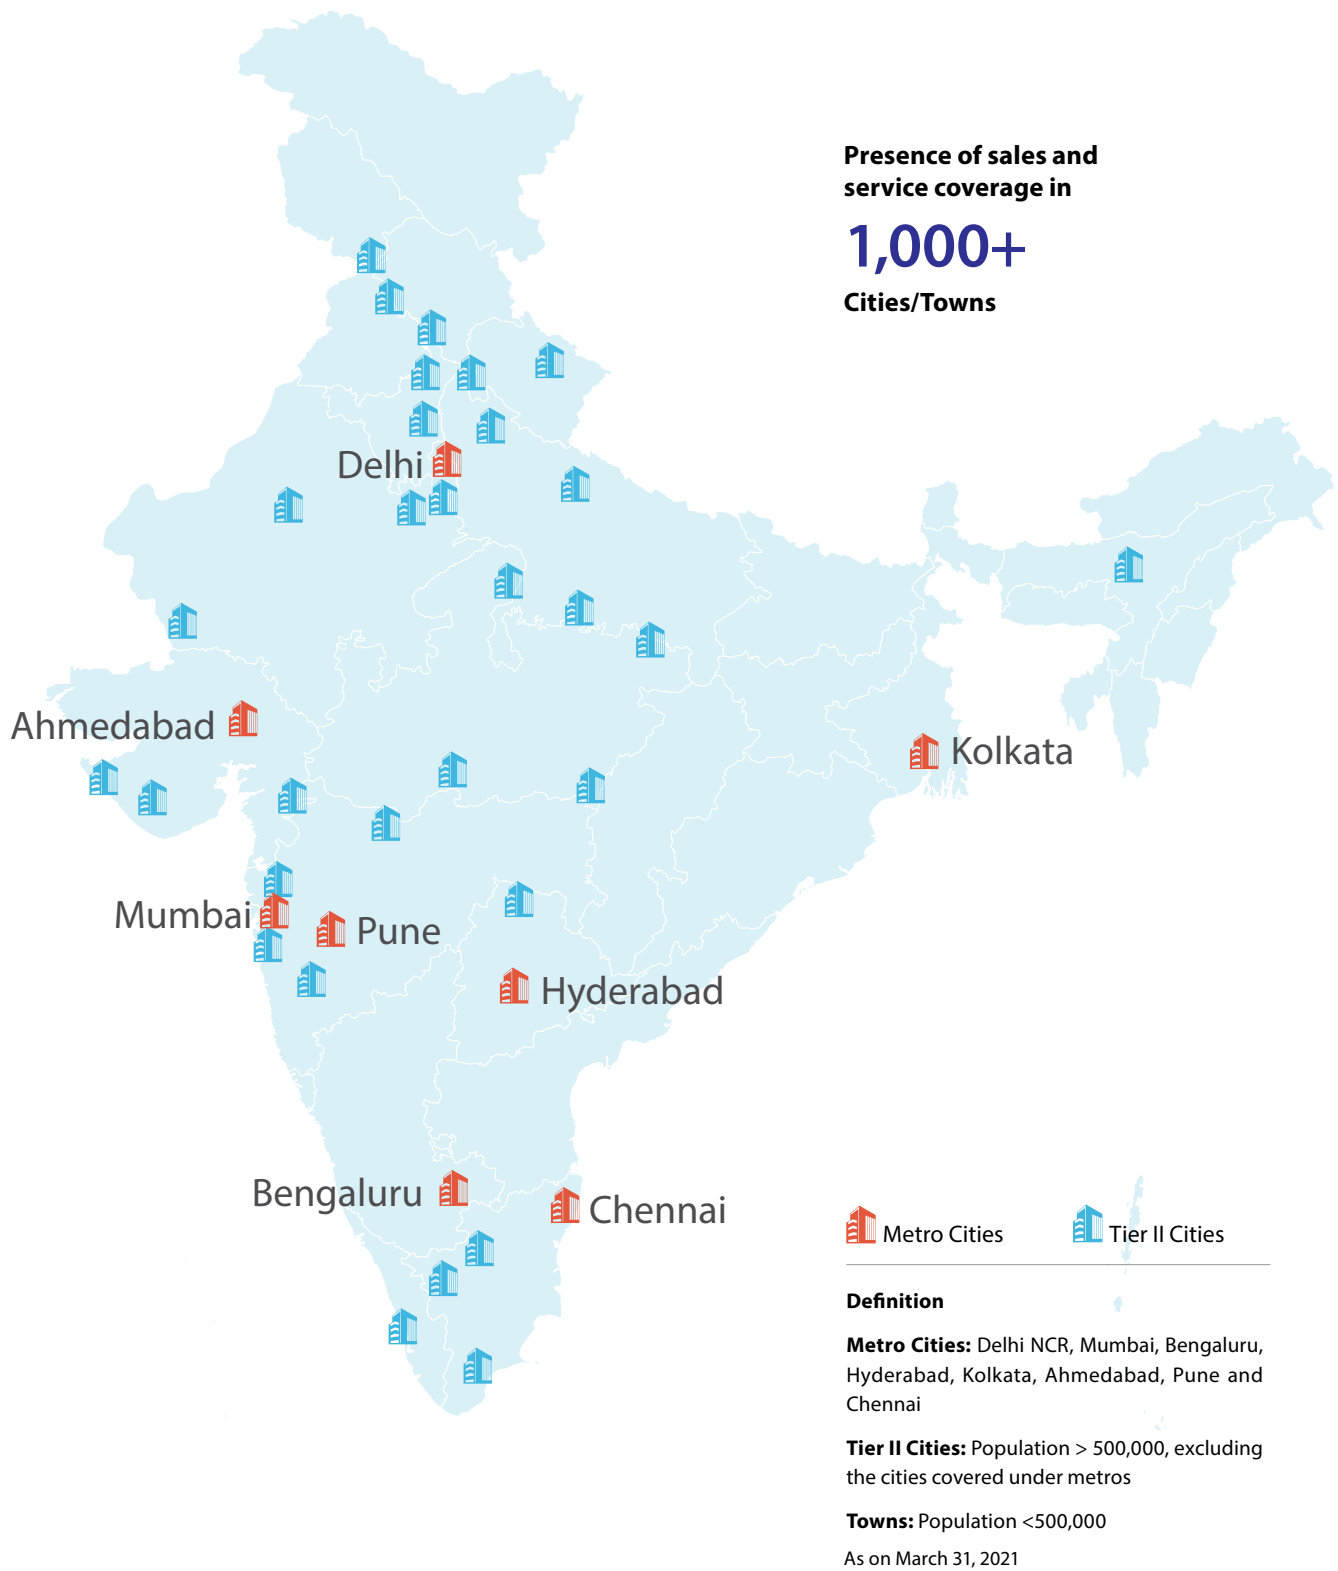 Presence of sales and
service coverage in
1,000+
Cities/Towns
Delhi
Ahmedabad
Kolkata
Mumbai
Pune
Hyderabad
Bengaluru
Chennai
Metro Cities
Tier II Cities
Definition
Metro Cities: Delhi NCR, Mumbai, Bengaluru,
Hyderabad, Kolkata, Ahmedabad, Pune and
Chennai
Tier II Cities: Population > 500,000, excluding
the cities covered under metros
Towns: Population <500,000
As on March 31, 2021